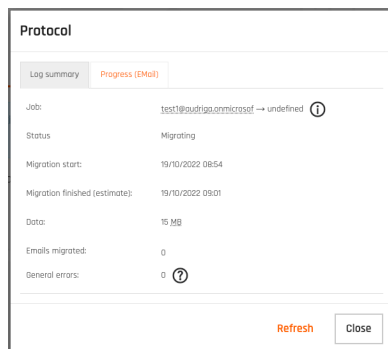 Protocol
Log summary
Progress (EMail)
Job:
test1@audriga.onmicrosof → undefined
Status
Migrating
Migration start:
19/10/2022 08:54
Migration finished (estimate):
19/10/2022 09:01
Data:
15 MB
Emails migrated:
0
General errors:
0 ?
Refresh
Close